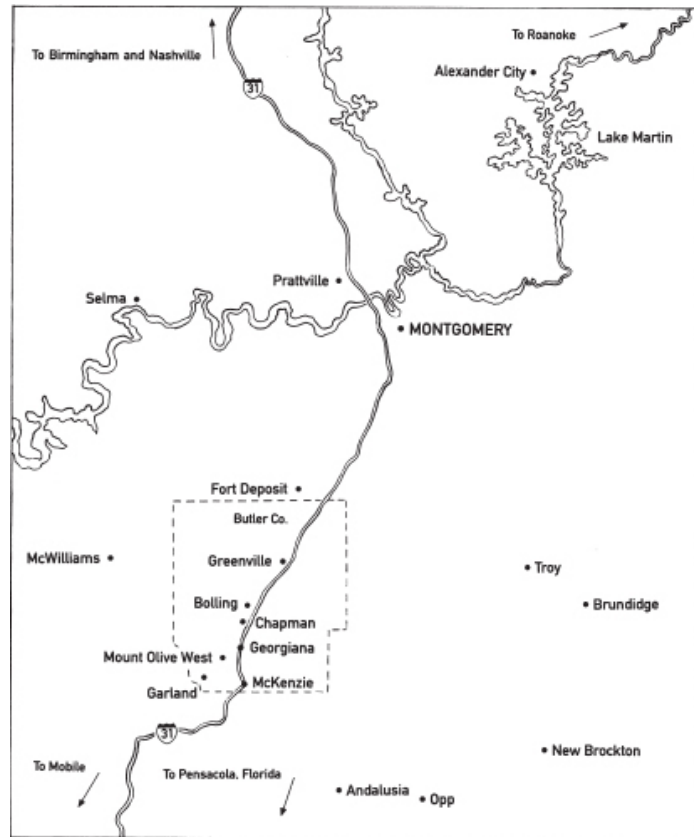 To Roanoke
To Birmingham and Nashville
Alexander City
31
Lake Martin
Prattville
Selma
MONTGOMERY
Fort Deposit
Butler Co.
McWilliams
Greenville
Troy
Bolling
Brundidge
Chapman
Georgiana
Mount Olive West
McKenzie
Garland
31
New Brockton
To Mobile
To Pensacola, Florida
Andalusia
Opp